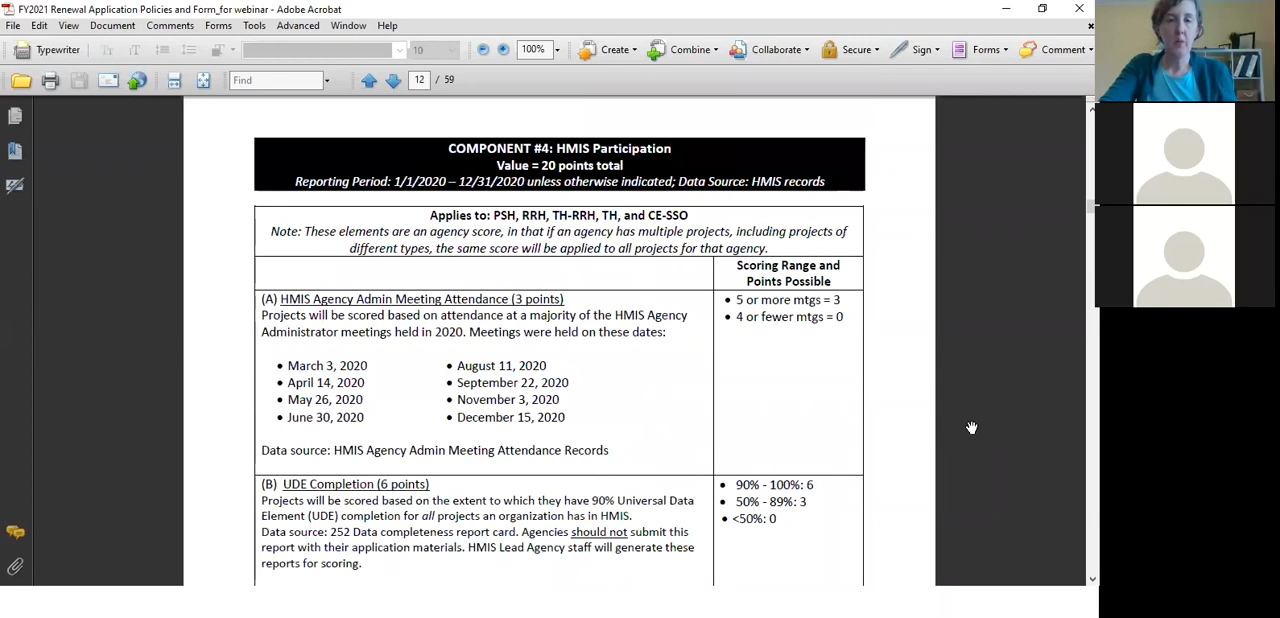 FY2021 Renewal Application Policies and Form_for webinar - Adobe Acrobat
File Edit View Document Comments Forms Tools Advanced Window Help
Typewriter 10 100% Create Combine Collaborate Secure Sign Forms Comment
Find 12 / 59
COMPONENT #4: HMIS Participation
Value = 20 points total
Reporting Period: 1/1/2020 – 12/31/2020 unless otherwise indicated; Data Source: HMIS records
Applies to: PSH, RRH, TH-RRH, TH, and CE-SSO
Note: These elements are an agency score, in that if an agency has multiple projects, including projects of
different types, the same score will be applied to all projects for that agency.
Scoring Range and
Points Possible
(A) HMIS Agency Admin Meeting Attendance (3 points)
Projects will be scored based on attendance at a majority of the HMIS Agency
Administrator meetings held in 2020. Meetings were held on these dates:
• March 3, 2020
• April 14, 2020
• May 26, 2020
• June 30, 2020
• August 11, 2020
• September 22, 2020
• November 3, 2020
• December 15, 2020
Data source: HMIS Agency Admin Meeting Attendance Records
• 5 or more mtgs = 3
• 4 or fewer mtgs = 0
(B) UDE Completion (6 points)
Projects will be scored based on the extent to which they have 90% Universal Data
Element (UDE) completion for all projects an organization has in HMIS.
Data source: 252 Data completeness report card. Agencies should not submit this
report with their application materials. HMIS Lead Agency staff will generate these
reports for scoring.
• 90% - 100%: 6
• 50% - 89%: 3
• <50%: 0